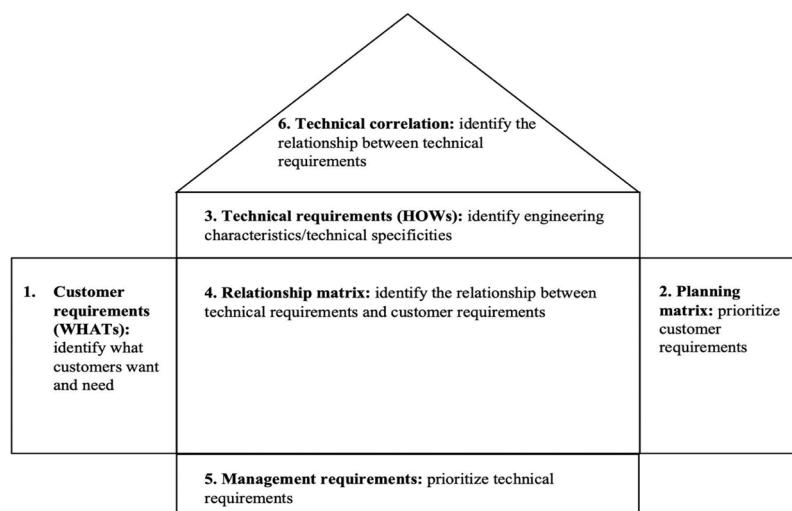 6. Technical correlation: identify the
relationship between technical
requirements
3. Technical requirements (HOWs): identify engineering
characteristics/technical specificities
1. Customer
requirements
(WHATs):
identify what
customers want
and need
4. Relationship matrix: identify the relationship between
technical requirements and customer requirements
2. Planning
matrix: prioritize
customer
requirements
5. Management requirements: prioritize technical
requirements